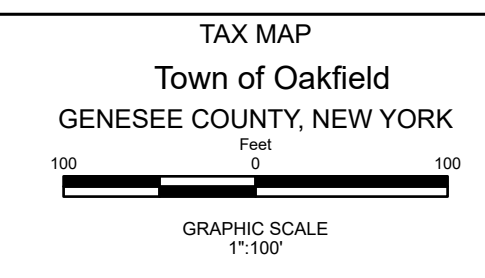 TAX MAP
Town of Oakfield
GENESEE COUNTY, NEW YORK
Feet
100 0 100
GRAPHIC SCALE
1":100'